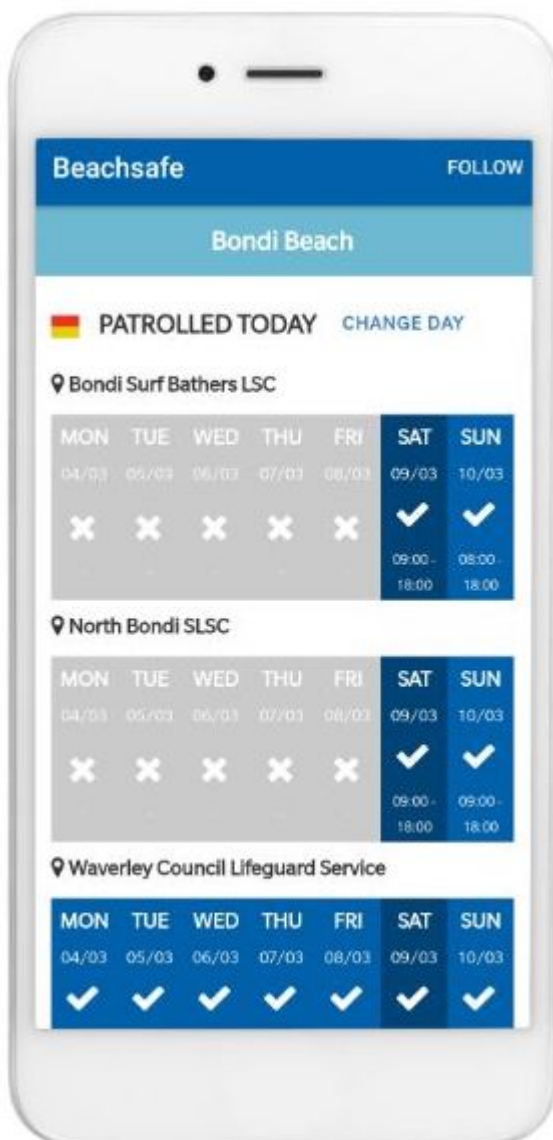 Beachsafe FOLLOW
Bondi Beach
PATROLLED TODAY CHANGE DAY
Bondi Surf Bathers LSC
MON TUE WED THU FRI SAT SUN
04/03 05/03 06/03 07/03 08/03 09/03 10/03
09:00 - 08:00 -
18:00 18:00
North Bondi SLSC
MON TUE WED THU FRI SAT SUN
04/03 05/03 06/03 07/03 08/03 09/03 10/03
09:00 - 09:00 -
18:00 18:00
Waverley Council Lifeguard Service
MON TUE WED THU FRI SAT SUN
04/03 05/03 06/03 07/03 08/03 09/03 10/03